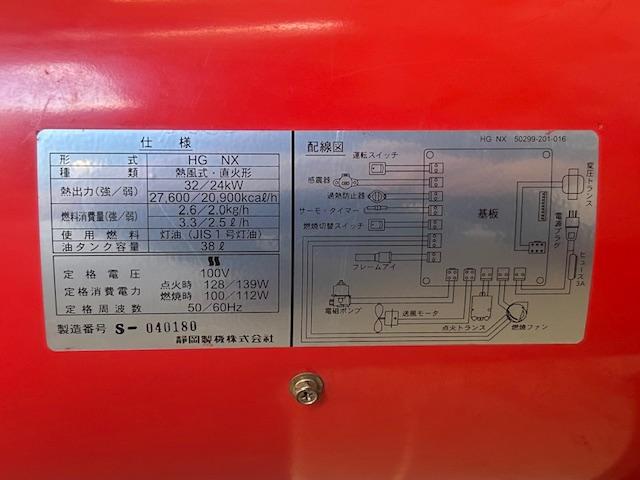 仕様
形式 HG NX
種類 熱風式・直火形
熱出力(強/弱) 32/24kW
27,600/20,900kcal/h
燃料消費量(強/弱) 2.6/2.0kg/h
3.3/2.5ℓ/h
使用燃料 灯油(JIS1号灯油)
油タンク容量 38ℓ
定格電圧 100V
定格消費電力 点火時 128/139W
燃焼時 100/112W
定格周波数 50/60Hz
製造番号 S-040180
静岡製機株式会社
配線図
HG NX 50299-201-016
運転スイッチ
感震器
過熱防止器
サーモ・タイマー
燃焼切替スイッチ
フレームアイ
基板
変圧トランス
電源プラグ
ヒューズ
3A
電磁ポンプ
送風モータ
点火トランス
燃焼ファン